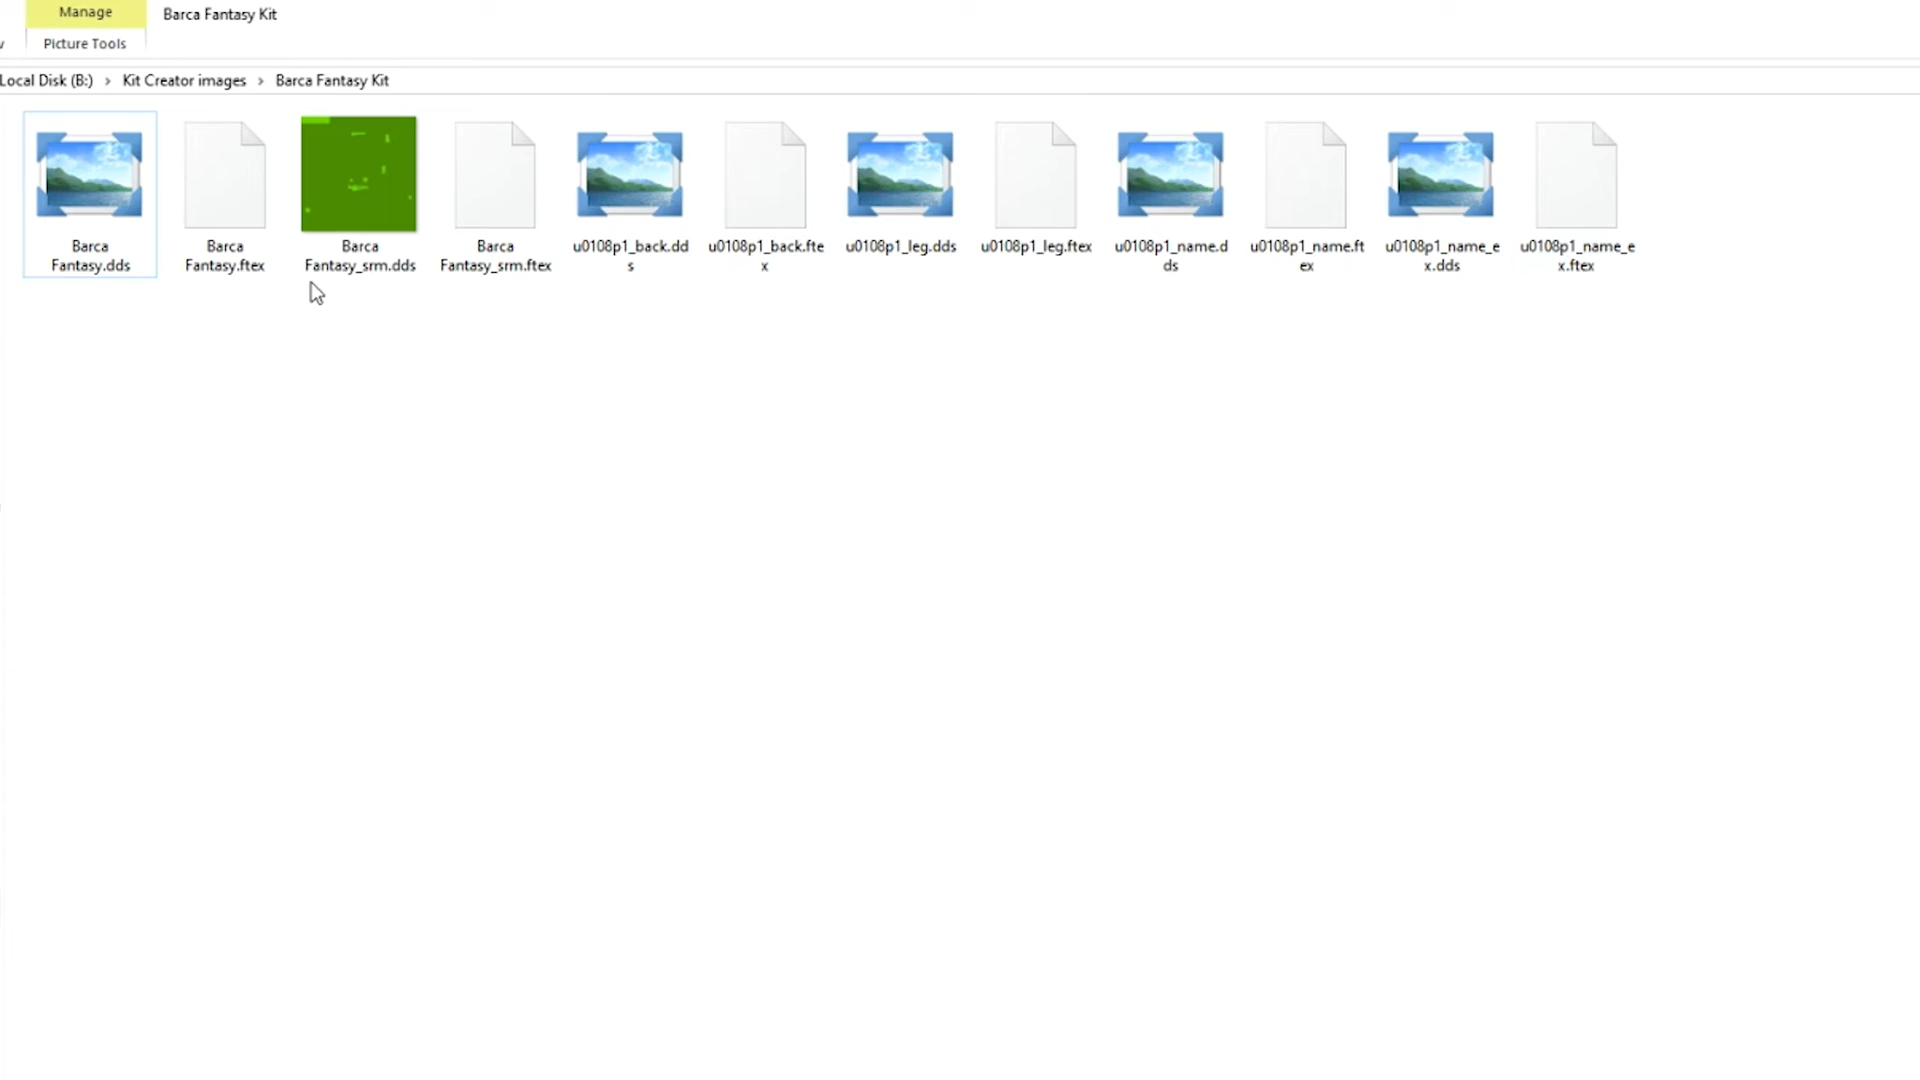 Manage
Barca Fantasy Kit
Picture Tools
Local Disk (B:) › Kit Creator images › Barca Fantasy Kit
Barca
Fantasy.dds
Barca
Fantasy.ftex
Barca
Fantasy_srm.dds
Barca
Fantasy_srm.ftex
u0108p1_back.dd
s
u0108p1_back.fte
x
u0108p1_leg.dds
u0108p1_leg.ftex
u0108p1_name.d
ds
u0108p1_name.ft
ex
u0108p1_name_e
x.dds
u0108p1_name_e
x.ftex